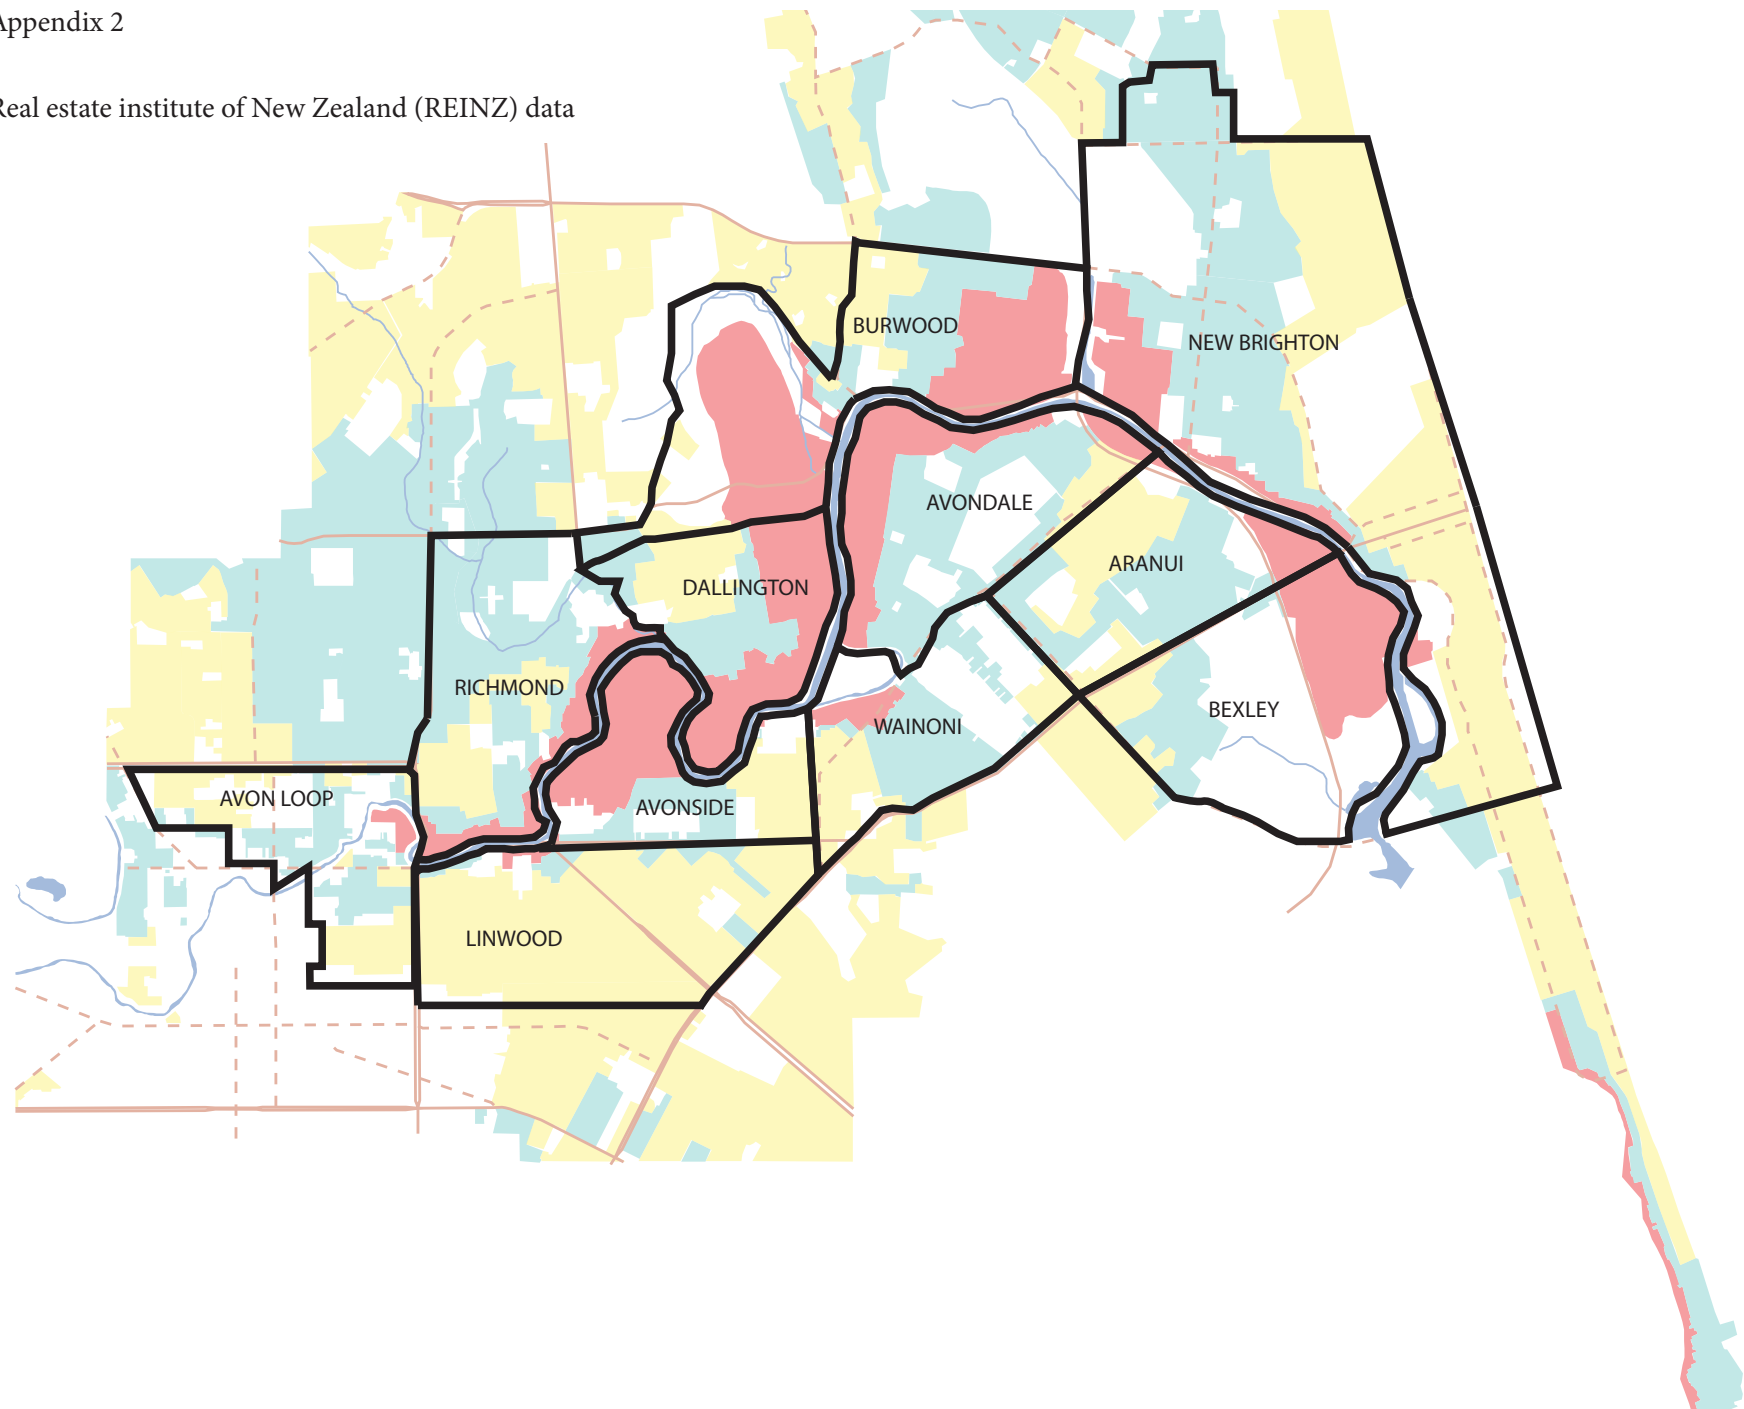 Appendix 2
Real estate institute of New Zealand (REINZ) data
BURWOOD
NEW BRIGHTON
AVONDALE
ARANUI
DALLINGTON
RICHMOND
BEXLEY
WAINONI
AVON LOOP
AVONSIDE
LINWOOD